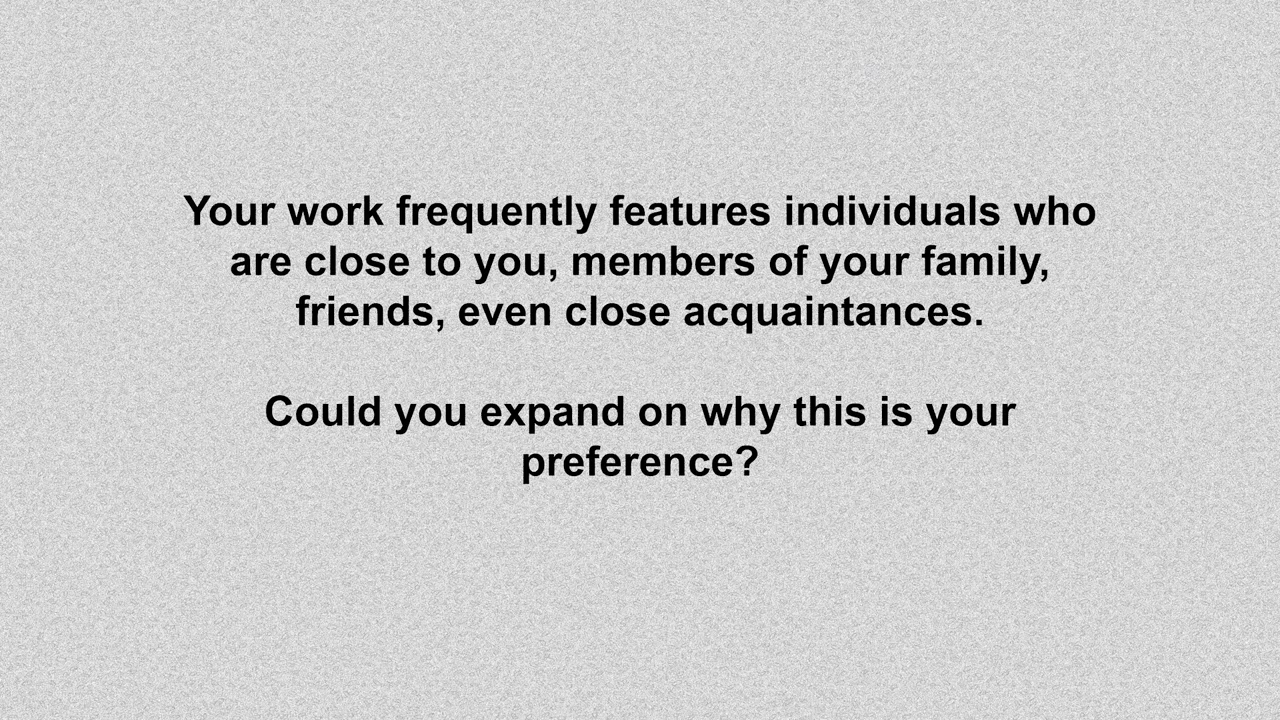 Your work frequently features individuals who
are close to you, members of your family,
friends, even close acquaintances.
Could you expand on why this is your
preference?